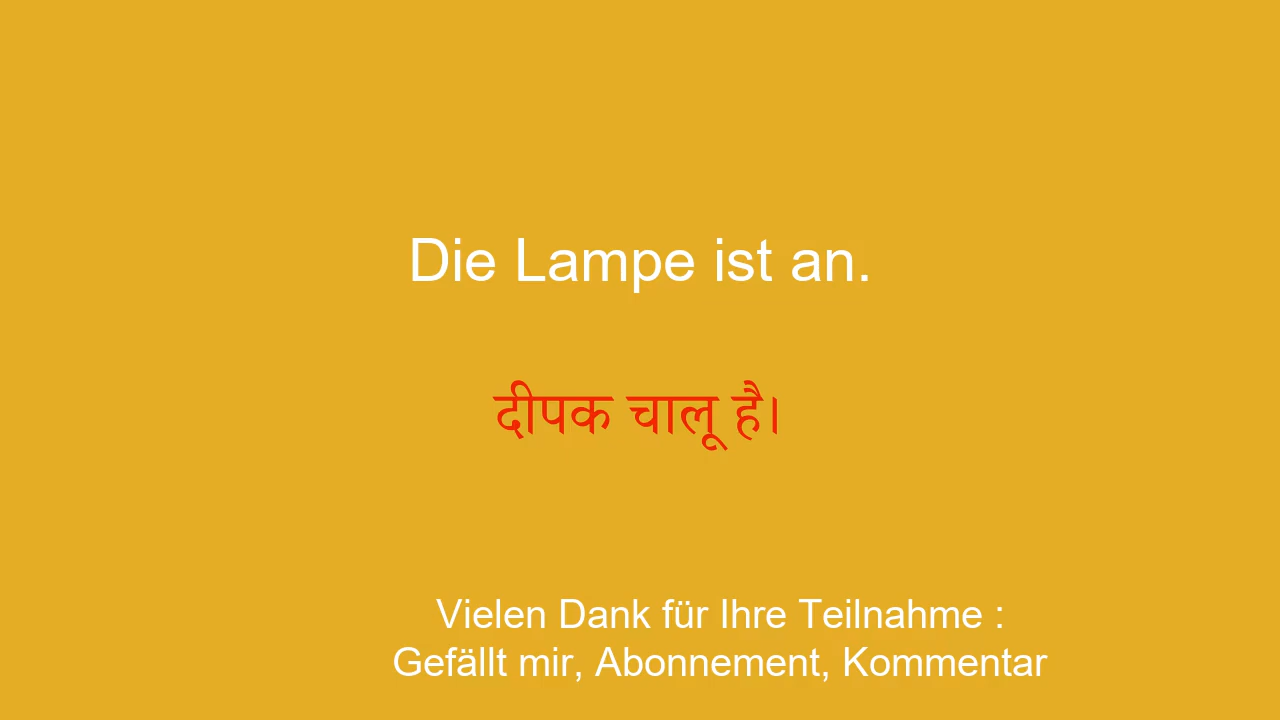 Die Lampe ist an.
दीपक चालू है।
Vielen Dank für Ihre Teilnahme :
Gefällt mir, Abonnement, Kommentar